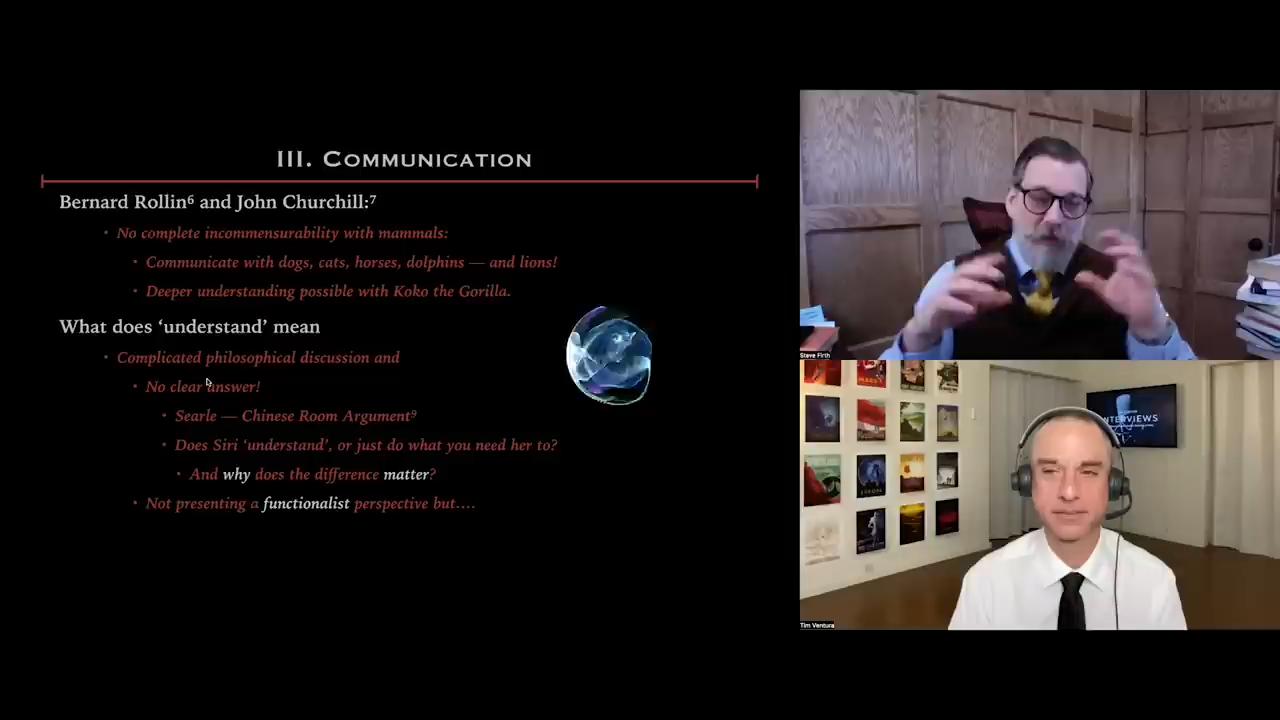 III. Communication
Bernard Rollin⁶ and John Churchill:⁷
• No complete incommensurability with mammals:
• Communicate with dogs, cats, horses, dolphins — and lions!
• Deeper understanding possible with Koko the Gorilla.
What does ‘understand’ mean
• Complicated philosophical discussion and
• No clear answer!
• Searle — Chinese Room Argument⁹
• Does Siri ‘understand’, or just do what you need her to?
• And why does the difference matter?
• Not presenting a functionalist perspective but….
Steve Firth
INTERVIEWS
Tim Ventura